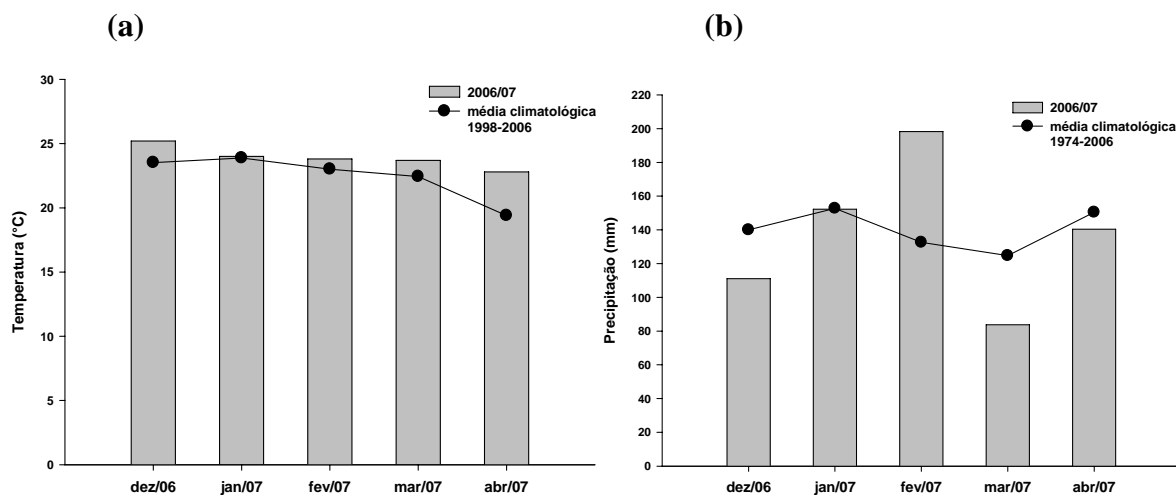 (a)
30
25
20
15
10
5
0
Temperatura (°C)
2006/07
média climatológica
1998-2006
dez/06 jan/07 fev/07 mar/07 abr/07
(b)
220
200
180
160
140
120
100
80
60
40
20
0
Precipitação (mm)
2006/07
média climatológica
1974-2006
dez/06 jan/07 fev/07 mar/07 abr/07